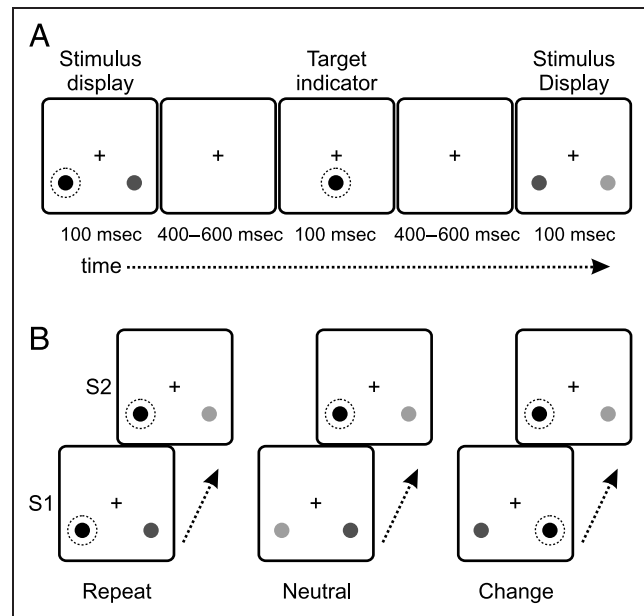 A
Stimulus display
Target indicator
Stimulus Display
100 msec 400–600 msec 100 msec 400–600 msec 100 msec
time
B
S2
S1
Repeat Neutral Change